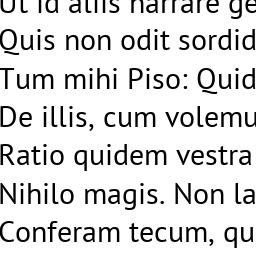 Ut id aliis narrare ge
Quis non odit sordid
Tum mihi Piso: Quid
De illis, cum volemu
Ratio quidem vestra
Nihilo magis. Non la
Conferam tecum, qu